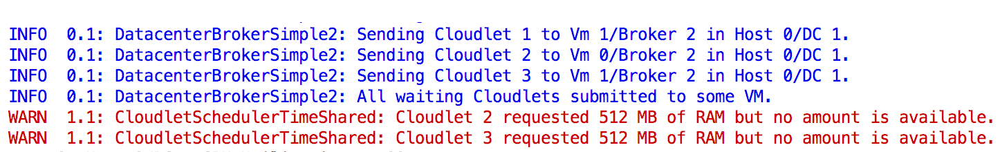 INFO  0.1: DatacenterBrokerSimple2: Sending Cloudlet 1 to Vm 1/Broker 2 in Host 0/DC 1.
INFO  0.1: DatacenterBrokerSimple2: Sending Cloudlet 2 to Vm 0/Broker 2 in Host 0/DC 1.
INFO  0.1: DatacenterBrokerSimple2: Sending Cloudlet 3 to Vm 1/Broker 2 in Host 0/DC 1.
INFO  0.1: DatacenterBrokerSimple2: All waiting Cloudlets submitted to some VM.
WARN  1.1: CloudletSchedulerTimeShared: Cloudlet 2 requested 512 MB of RAM but no amount is available.
WARN  1.1: CloudletSchedulerTimeShared: Cloudlet 3 requested 512 MB of RAM but no amount is available.